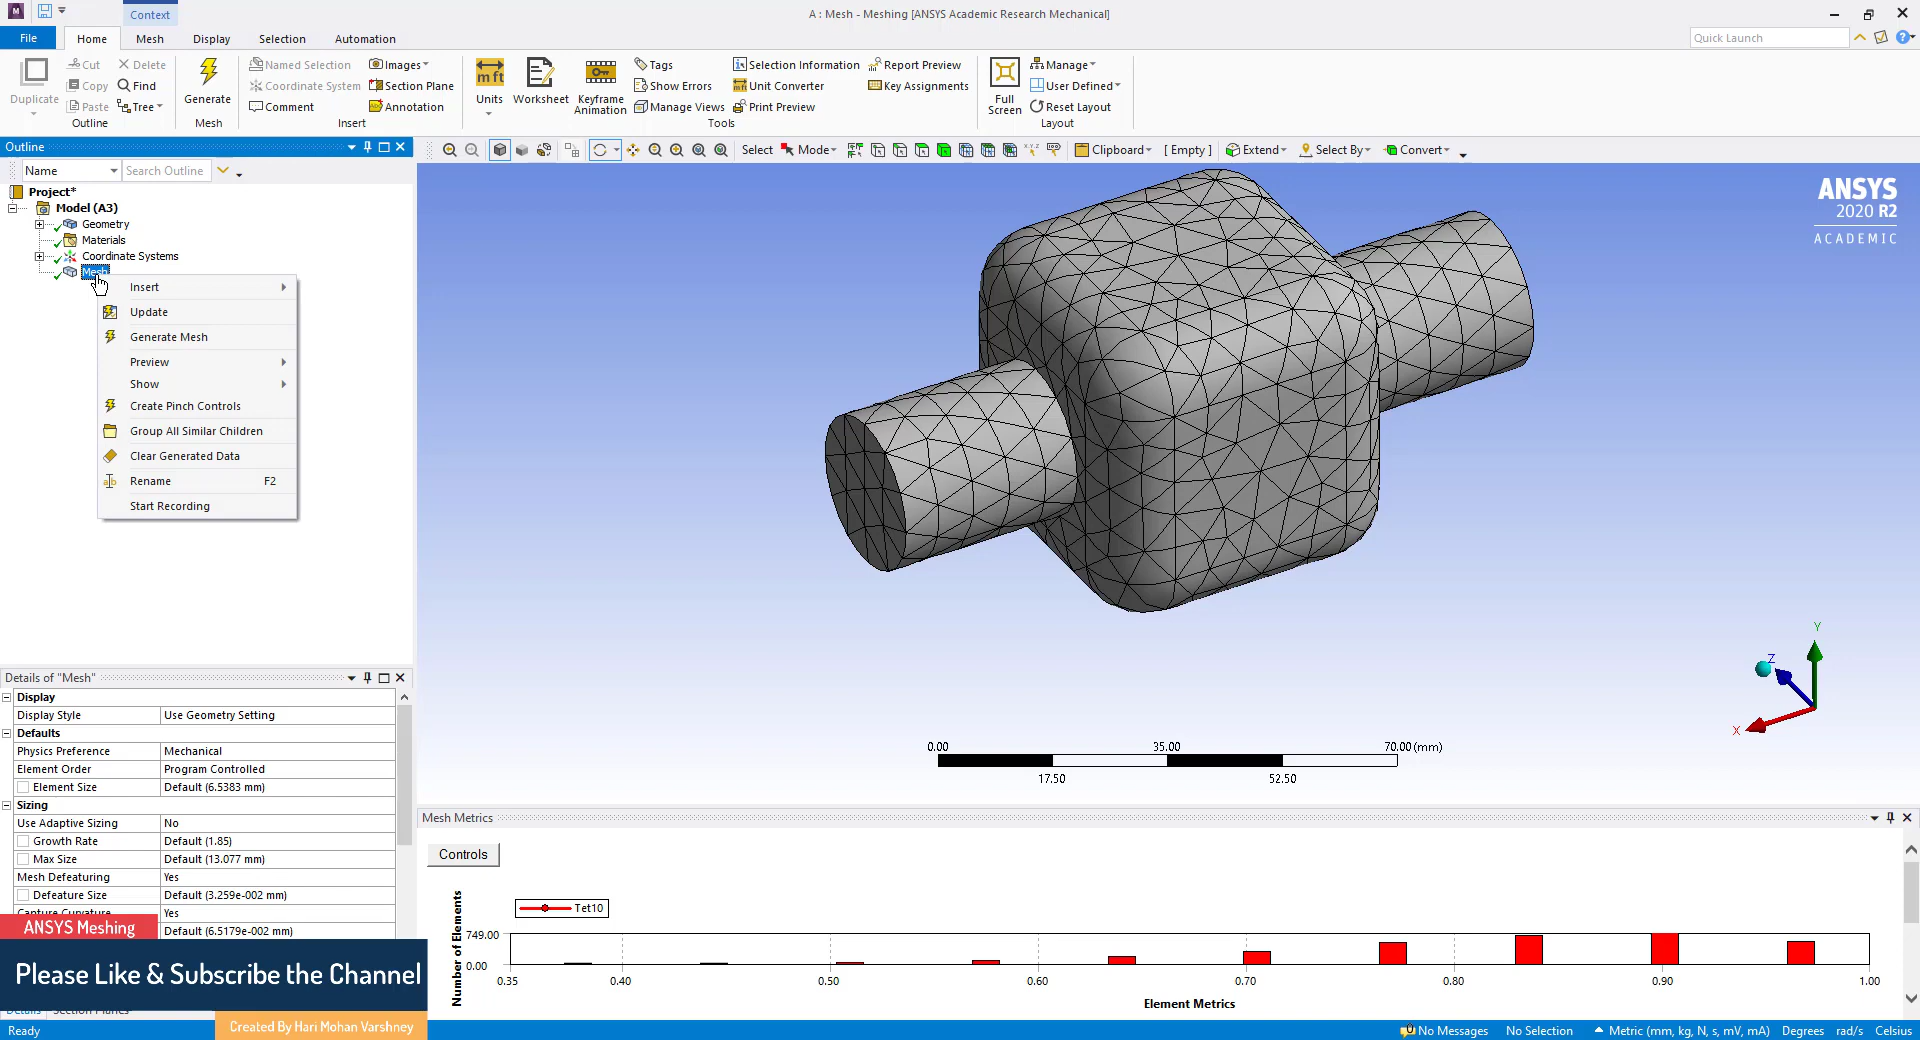 Context
A : Mesh - Meshing [ANSYS Academic Research Mechanical]
File
Home
Mesh
Display
Selection
Automation
Quick Launch
Duplicate
Cut
Delete
Copy
Find
Paste
Tree
Outline
Generate
Mesh
Named Selection
Coordinate System
Comment
Images
Section Plane
Annotation
Insert
Units
Worksheet
Keyframe
Animation
Tags
Show Errors
Manage Views
Selection Information
Unit Converter
Print Preview
Report Preview
Key Assignments
Tools
Full
Screen
Manage
User Defined
Reset Layout
Layout
Outline
Name
Search Outline
Select
Mode
Clipboard
[ Empty ]
Extend
Select By
Convert
Project*
Model (A3)
Geometry
Materials
Coordinate Systems
Mesh
Insert
Update
Generate Mesh
Preview
Show
Create Pinch Controls
Group All Similar Children
Clear Generated Data
Rename F2
Start Recording
ANSYS
2020 R2
ACADEMIC
Y
Z
X
0.00 35.00 70.00 (mm)
17.50 52.50
Details of "Mesh"
Display
Display Style Use Geometry Setting
Defaults
Physics Preference Mechanical
Element Order Program Controlled
Element Size Default (6.5383 mm)
Sizing
Use Adaptive Sizing No
Growth Rate Default (1.85)
Max Size Default (13.077 mm)
Mesh Defeaturing Yes
Defeature Size Default (3.259e-002 mm)
Capture Curvature Yes
Default (6.5179e-002 mm)
ANSYS Meshing
Please Like & Subscribe the Channel
Details Section Planes
Created By Hari Mohan Varshney
Mesh Metrics
Controls
Tet10
Number of Elements
749.00
0.00
0.35 0.40 0.50 0.60 0.70 0.80 0.90 1.00
Element Metrics
Ready
No Messages
No Selection
Metric (mm, kg, N, s, mV, mA)
Degrees
rad/s
Celsius